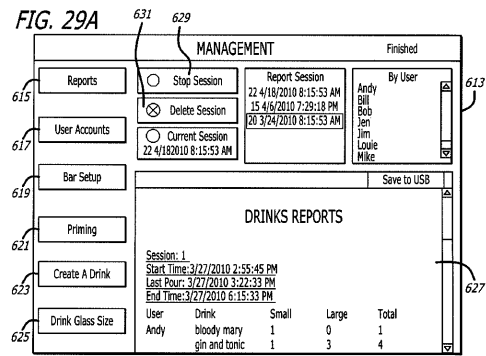 FIG. 29A
631
629
MANAGEMENT
Finished
615
Reports
Stop Session
Delete Session
Current Session
22 4/182010 8:15:53 AM
Report Session
22 4/18/2010 8:15:53 AM
15 4/6/2010 7:29:18 PM
20 3/24/2010 8:15:53 AM
By User
Andy
Bill
Bob
Jen
Jim
Louie
Mike
613
617
User Accounts
619
Bar Setup
621
Priming
623
Create A Drink
625
Drink Glass Size
Save to USB
DRINKS REPORTS
627
Session: 1
Start Time:3/27/2010 2:55:45 PM
Last Pour: 3/27/2010 3:22:33 PM
End Time:3/27/2010 6:15:33 PM
User Drink Small Large Total
Andy bloody mary 1 0 1
gin and tonic 1 3 4